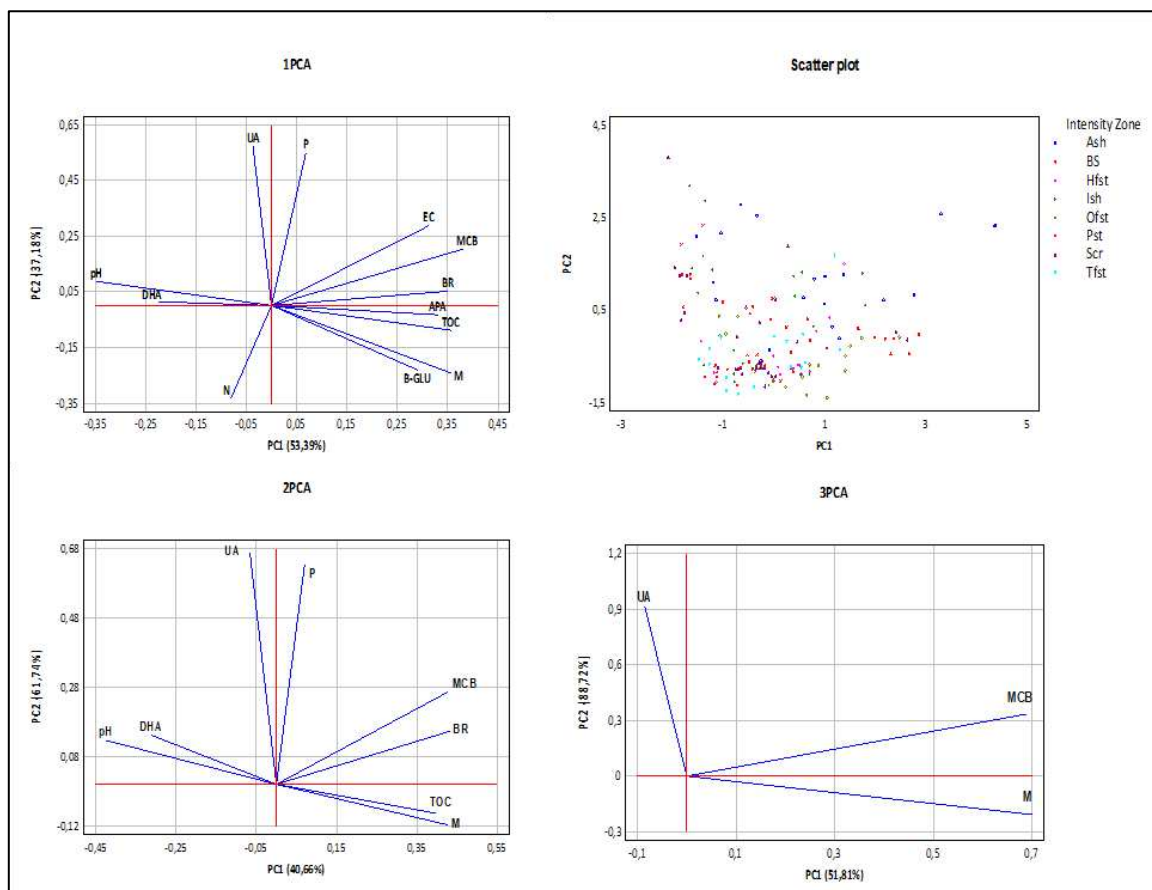 1PCA
0,65
0,45
0,25
0,05
-0,15
-0,35
PC2 (37,18%)
UA
P
EC
MCB
BR
pH
DHA
APA
TOC
M
B-GLU
N
-0,35
-0,25
-0,15
-0,05
0,05
0,15
0,25
0,35
0,45
PC1 (53,39%)
Scatter plot
4,5
2,5
0,5
-1,5
PC2
-3
-1
1
3
5
PC1
Intensity Zone
Ash
BS
Hfst
Ish
Ofst
Pst
Scr
Tfst
2PCA
0,68
0,48
0,28
0,08
-0,12
PC2 (61,74%)
UA
P
MCB
BR
DHA
pH
TOC
M
-0,45
-0,25
-0,05
0,15
0,35
0,55
PC1 (40,66%)
3PCA
1,2
0,9
0,6
0,3
0
-0,3
PC2 (88,72%)
UA
MCB
M
-0,1
0,1
0,3
0,5
0,7
PC1 (51,81%)